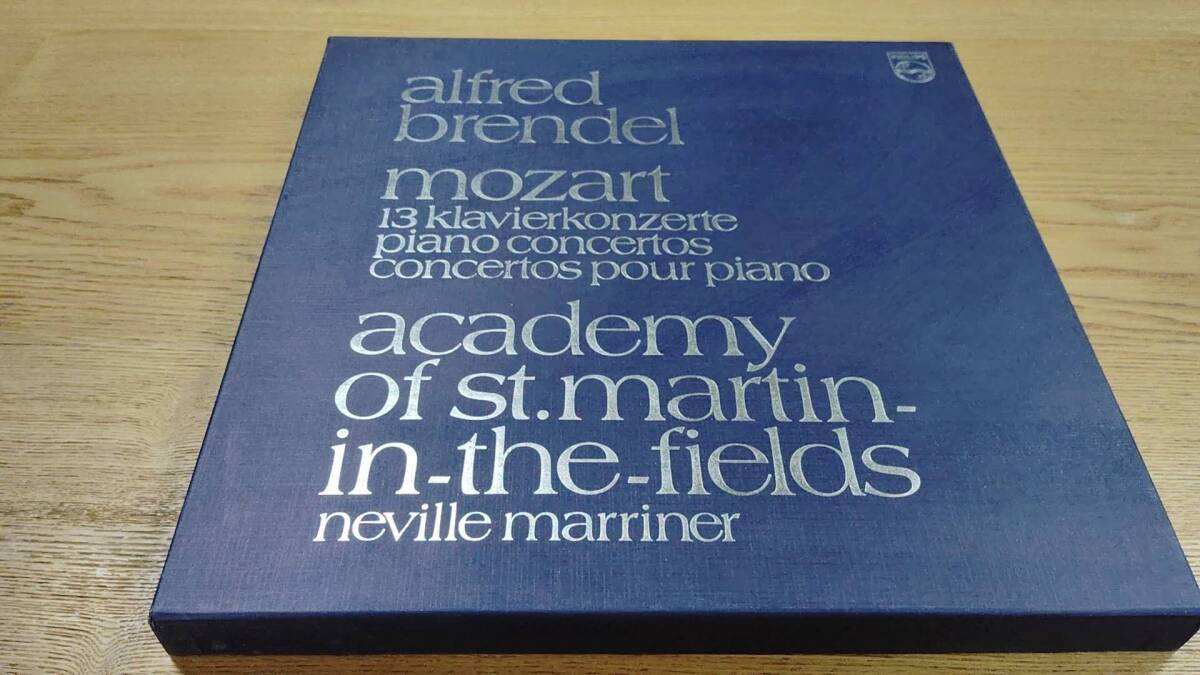 PHILIPS
alfred
brendel
mozart
13 klavierkonzerte
piano concertos
concertos pour piano
academy
of st.martin-
in-the-fields
neville marriner